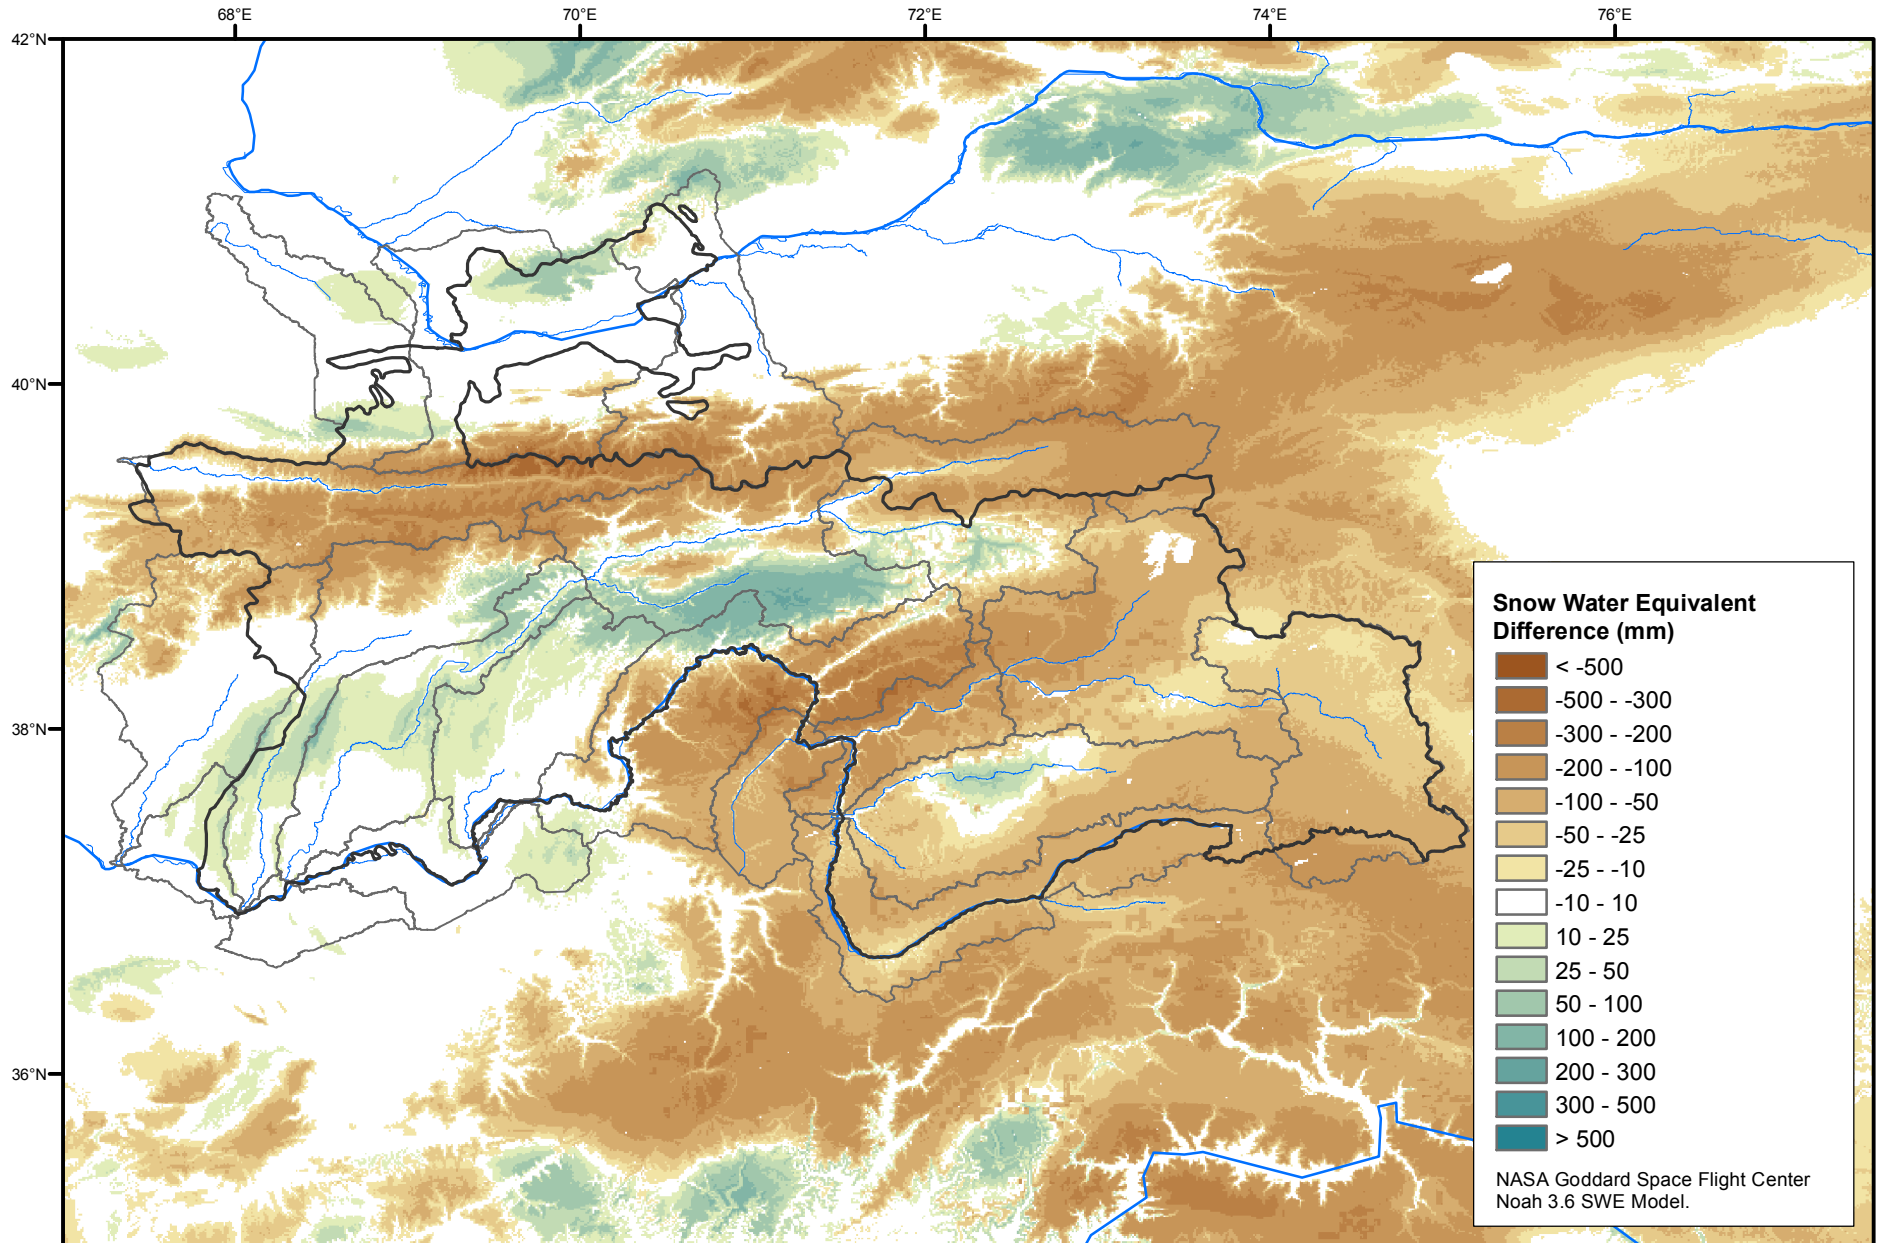 68°E
70°E
72°E
74°E
76°E
42°N
40°N
38°N
36°N
Snow Water Equivalent
Difference (mm)
< -500
-500 - -300
-300 - -200
-200 - -100
-100 - -50
-50 - -25
-25 - -10
-10 - 10
10 - 25
25 - 50
50 - 100
100 - 200
200 - 300
300 - 500
> 500
NASA Goddard Space Flight Center
Noah 3.6 SWE Model.